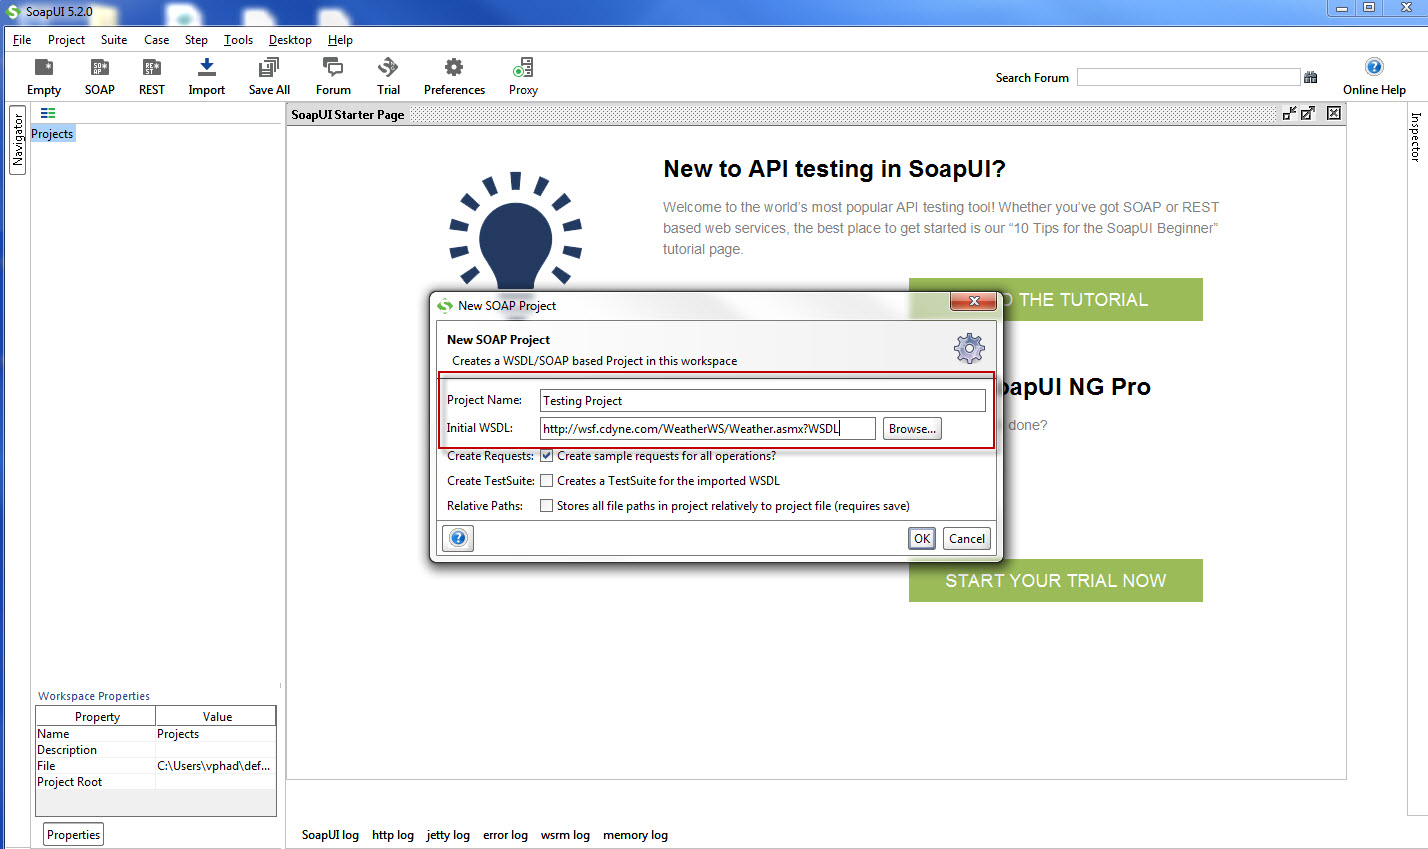 SoapUI 5.2.0
File Project Suite Case Step Tools Desktop Help
Empty SOAP REST Import Save All Forum Trial Preferences Proxy
Search Forum
Online Help
Navigator
Projects
SoapUI Starter Page
Inspector
New to API testing in SoapUI?
Welcome to the world's most popular API testing tool! Whether you've got SOAP or REST
based web services, the best place to get started is our “10 Tips for the SoapUI Beginner”
tutorial page.
THE TUTORIAL
New SOAP Project
New SOAP Project
Creates a WSDL/SOAP based Project in this workspace
Project Name: Testing Project
Initial WSDL: http://wsf.cdyne.com/WeatherWS/Weather.asmx?WSDL Browse...
Create Requests: Create sample requests for all operations?
Create TestSuite: Creates a TestSuite for the imported WSDL
Relative Paths: Stores all file paths in project relatively to project file (requires save)
OK Cancel
oapUI NG Pro
done?
START YOUR TRIAL NOW
Workspace Properties
Property Value
Name Projects
Description
File C:\Users\vphad\def...
Project Root
Properties
SoapUI log http log jetty log error log wsrm log memory log